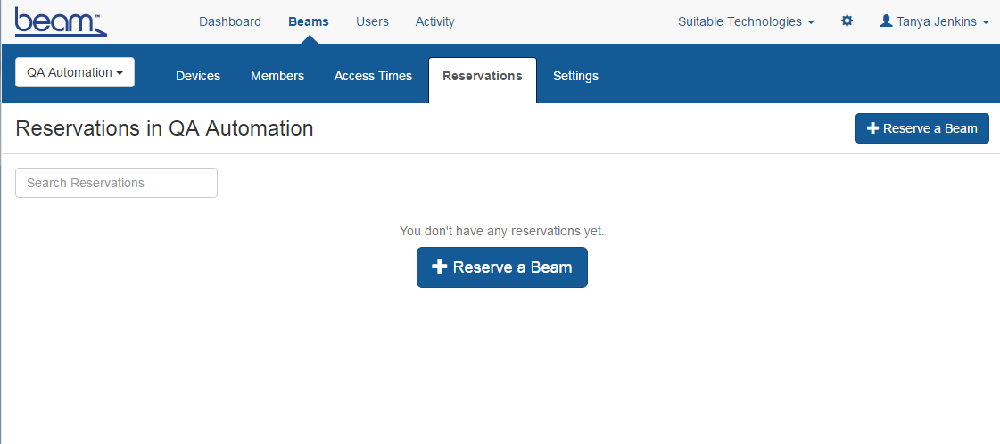 beam™ Dashboard Beams Users Activity Suitable Technologies Tanya Jenkins
QA Automation Devices Members Access Times Reservations Settings
Reservations in QA Automation Reserve a Beam
Search Reservations
You don't have any reservations yet.
Reserve a Beam